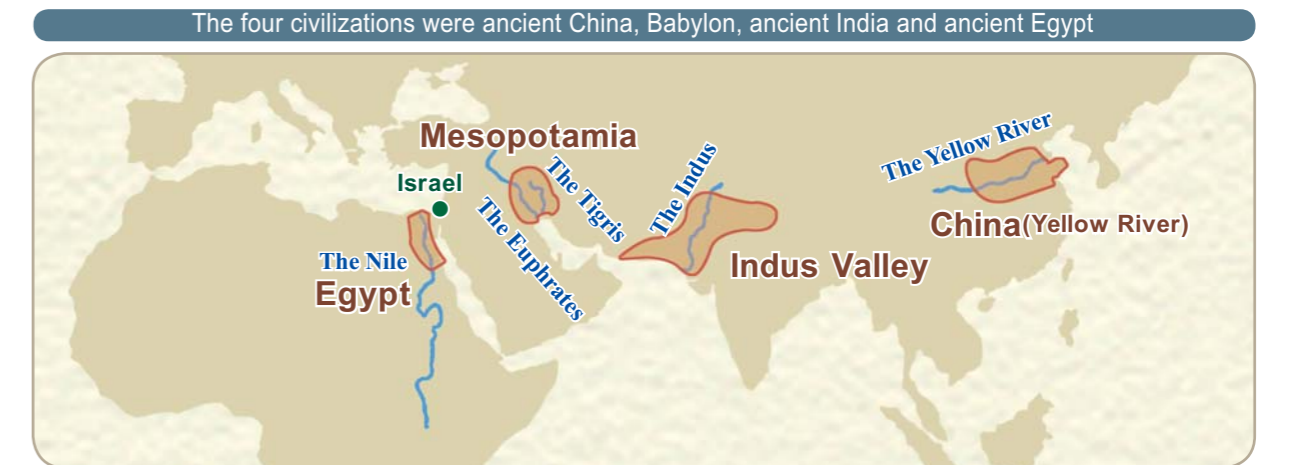 The four civilizations were ancient China, Babylon, ancient India and ancient Egypt
Mesopotamia
Israel
The Tigris
The Euphrates
The Nile
Egypt
The Indus
Indus Valley
The Yellow River
China(Yellow River)